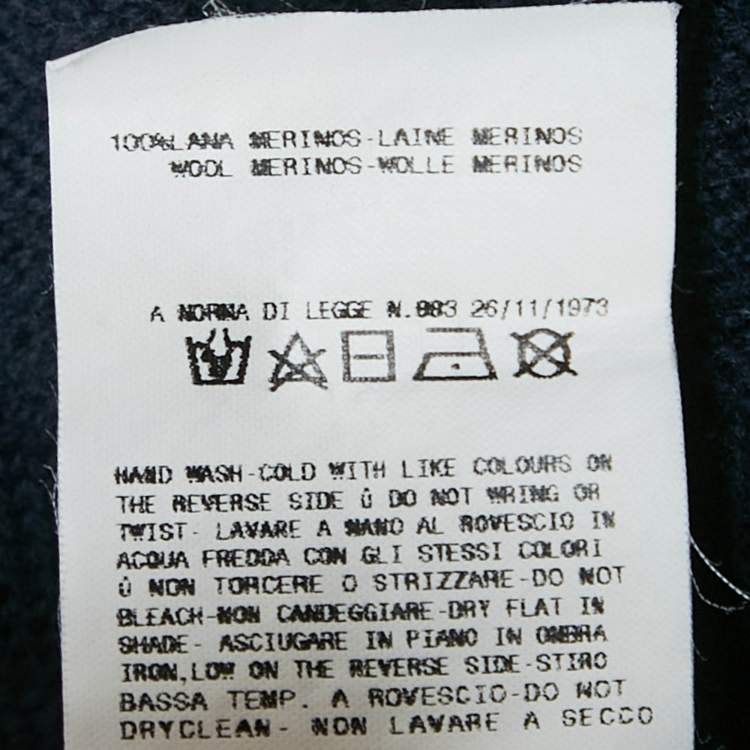 100%LANA MERINOS-LAINE MERINOS
WOOL MERINOS-WOLLE MERINOS
A NORMA DI LEGGE N.883 26/11/1973
HAND WASH-COLD WITH LIKE COLOURS ON
THE REVERSE SIDE Û DO NOT WRING OR
TWIST- LAVARE A MANO AL ROVESCIO IN
ACQUA FREDDA CON GLI STESSI COLORI
Û NON TORCERE O STRIZZARE-DO NOT
BLEACH-NON CANDEGGIARE-DRY FLAT IN
SHADE- ASCIUGARE IN PIANO IN OMBRA
IRON,LOW ON THE REVERSE SIDE-STIRO
BASSA TEMP. A ROVESCIO-DO NOT
DRYCLEAN- NON LAVARE A SECCO